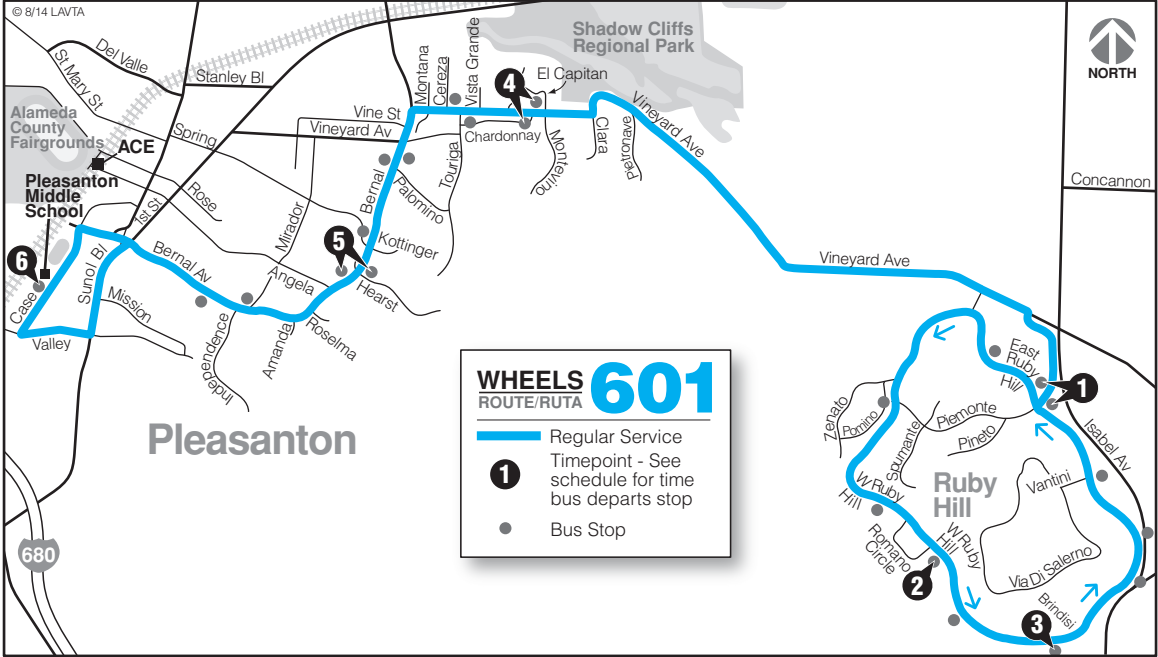 © 8/14 LAVTA
Del Valle
St Mary St
Stanley Bl
Alameda
County
Fairgrounds
ACE
Spring
Pleasanton
Middle
School
Rose
1st St
Shadow Cliffs
Regional Park
NORTH
Montana
Cereza
Vista Grande
4
El Capitan
Vine St
Vineyard Av
Chardonnay
Touriga
Montevino
Clara
Pietronave
Vineyard Ave
Concannon
Bernal
Palomino
Mirador
Kottinger
5
6
Case
Sunol Bl
Bernal Av
Mission
Valley
Angela
Hearst
Independence
Amanda
Roselma
Vineyard Ave
Pleasanton
WHEELS
ROUTE/RUTA
601
Regular Service
1
Timepoint - See
schedule for time
bus departs stop
Bus Stop
680
East
Ruby
Hill
1
Zenato
Pomino
Spumante
Piemonte
Pineto
Isabel Av
Ruby
Hill
Vantini
W Ruby
Hill
Romano
Circle
W Ruby
Hill
2
Via Di Salerno
Brindisi
3